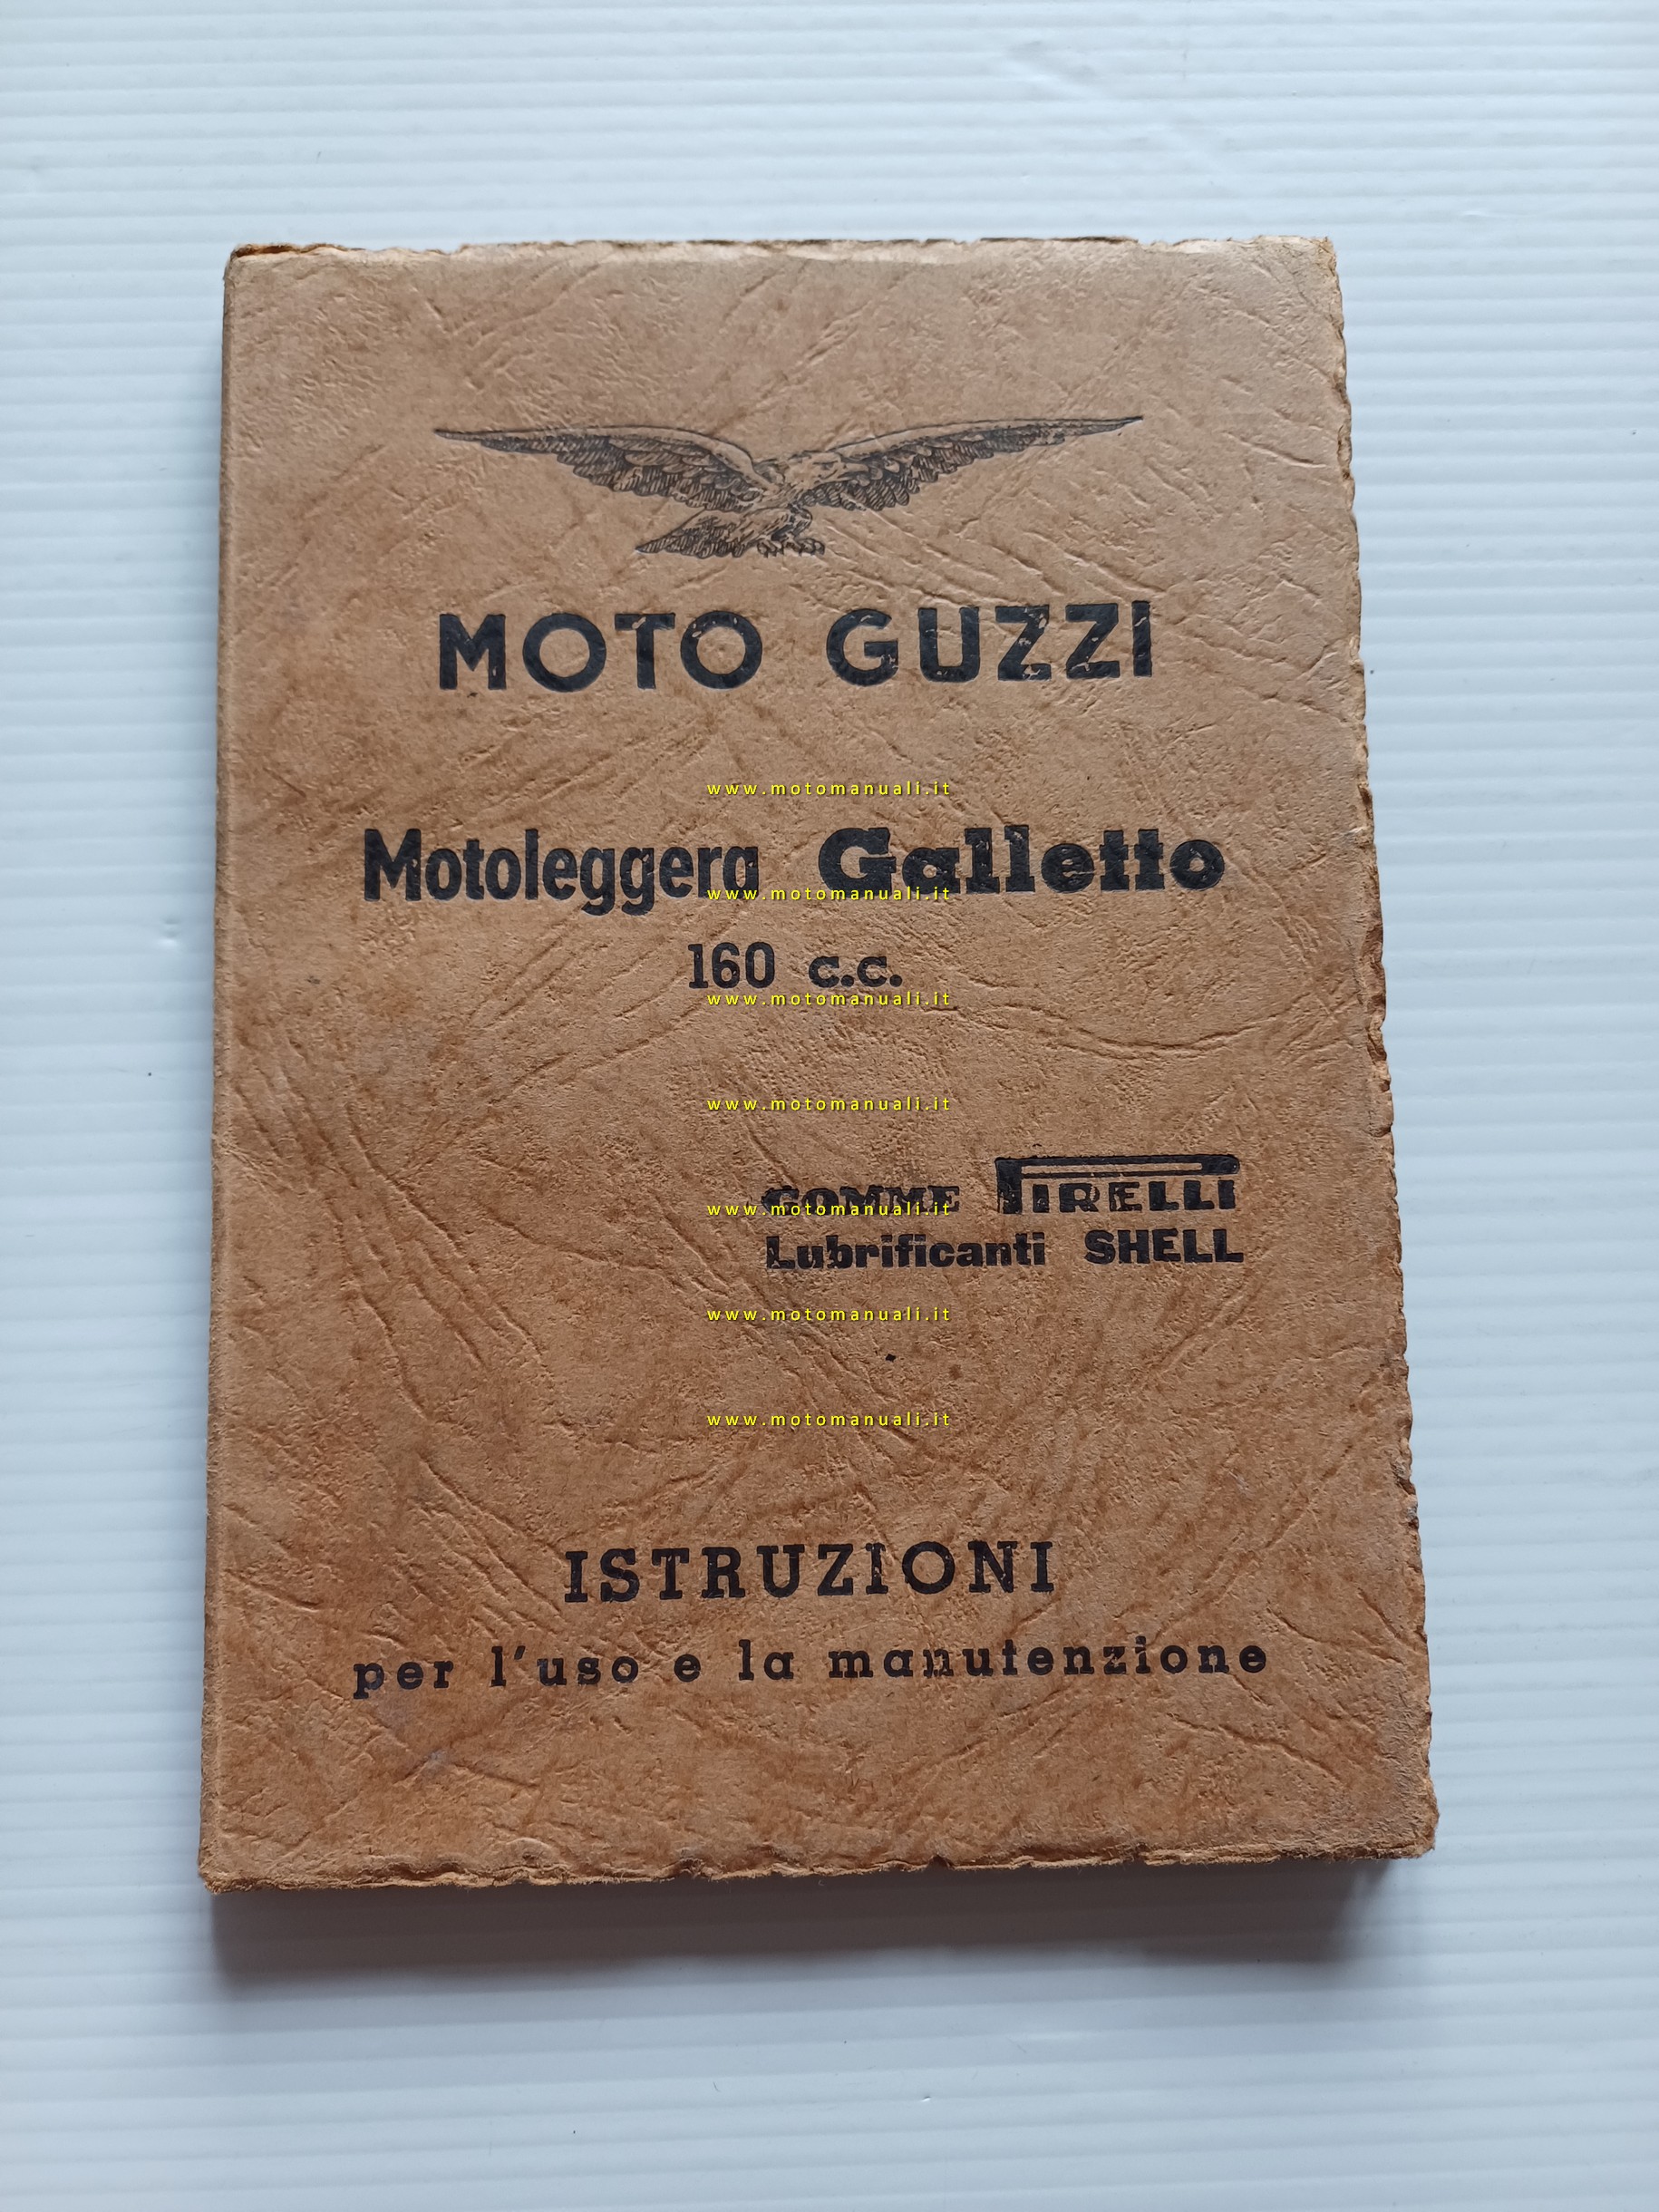 MOTO GUZZI
www.motomanuali.it
Motoleggera Galletto
www.motomanuali.it
160 c.c.
www.motomanuali.it
www.motomanuali.it
GOMME PIRELLI
www.motomanuali.it
Lubrificanti SHELL
www.motomanuali.it
www.motomanuali.it
ISTRUZIONI
per l'uso e la manutenzione